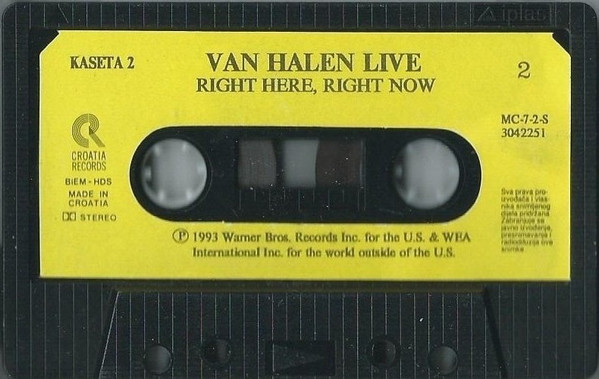 iplas
KASETA 2
VAN HALEN LIVE
RIGHT HERE, RIGHT NOW
2
MC-7-2-S
3042251
CROATIA
RECORDS
BIEM-HDS
MADE IN
CROATIA
DD STEREO
Sva prava pro-
izvođača i vlas-
nika snimljenog
djela pridržana.
Zabranjuje se
javno izvođenje,
presnimavanje i
radiodifuzija ove
snimke.
Ⓟ 1993 Warner Bros. Records Inc. for the U.S. & WEA
International Inc. for the world outside of the U.S.